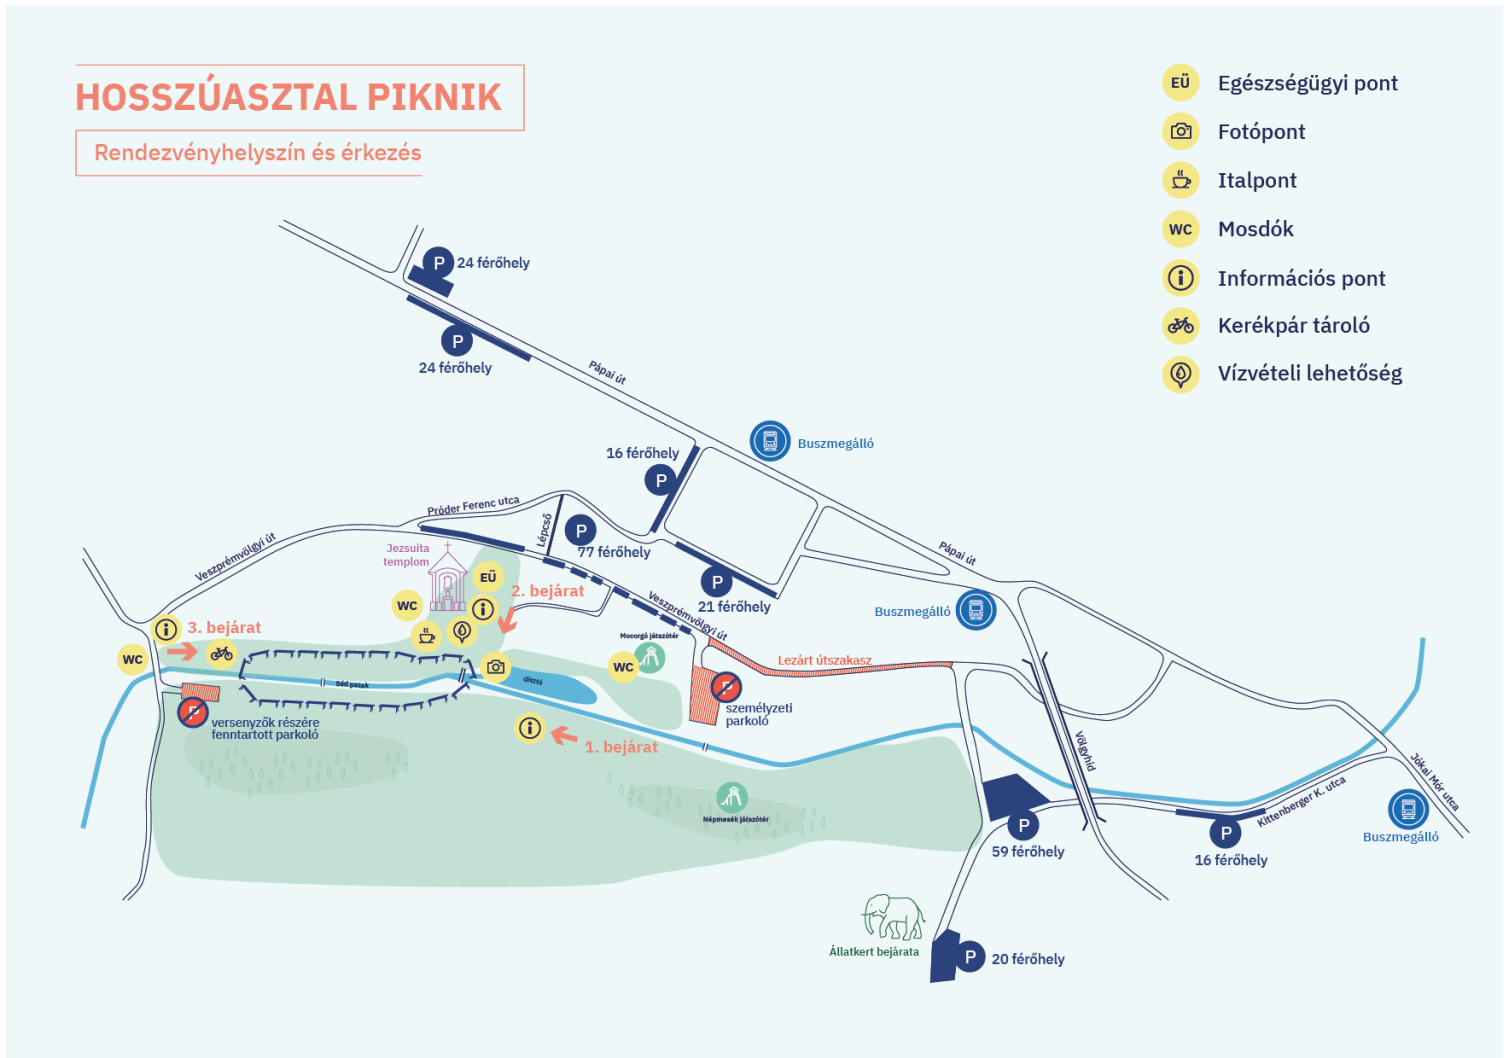 HOSSZÚASZTAL PIKNIK
Rendezvényhelyszín és érkezés
EÜ Egészségügyi pont
Fotópont
Italpont
WC Mosdók
Információs pont
Kerékpár tároló
Vízvételi lehetőség
P 24 férőhely
P
24 férőhely
Pápai út
Buszmegálló
16 férőhely
P
Próder Ferenc utca
Lépcső
P
77 férőhely
Veszprémvölgyi út
Jezsuita
templom
Pápai út
EÜ
P
21 férőhely
2. bejárat
WC
Veszprémvölgyi út
Buszmegálló
3. bejárat
Mocorgó játszótér
WC
WC
Lezárt útszakasz
Séd patak
dísztó
P
személyzeti
parkoló
P
versenyzők részére
fenntartott parkoló
1. bejárat
Völgyhíd
Jókai Mór utca
Kittenberger K. utca
Népmesék játszótér
P
59 férőhely
P
16 férőhely
Buszmegálló
Állatkert bejárata
P 20 férőhely